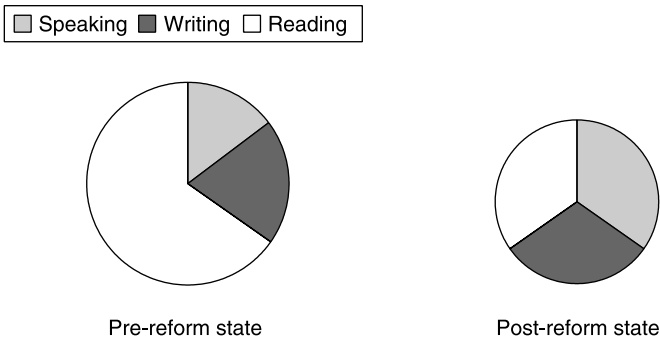 Speaking Writing Reading
Pre-reform state
Post-reform state